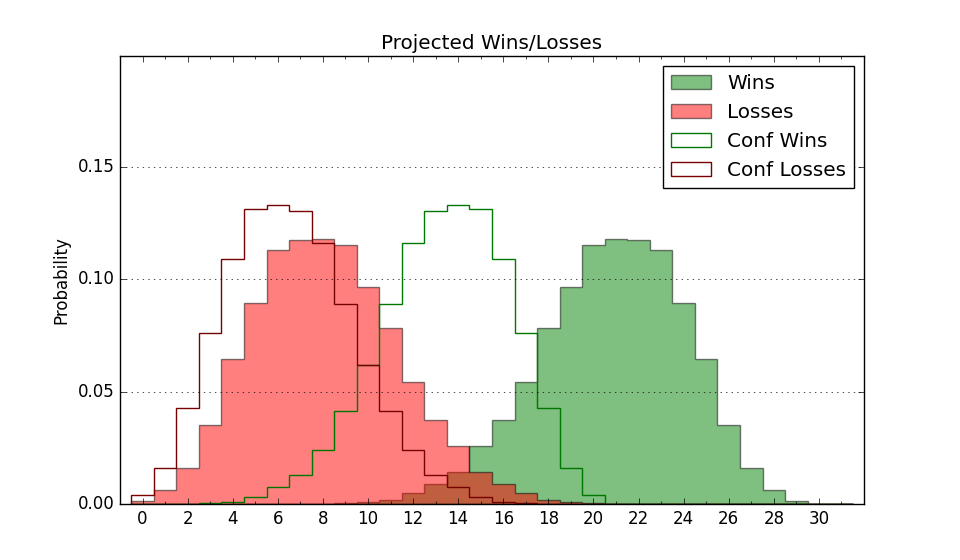 Projected Wins/Losses
Wins
Losses
Conf Wins
Conf Losses
Probability
0.15
0.10
0.05
0.00
0 2 4 6 8 10 12 14 16 18 20 22 24 26 28 30